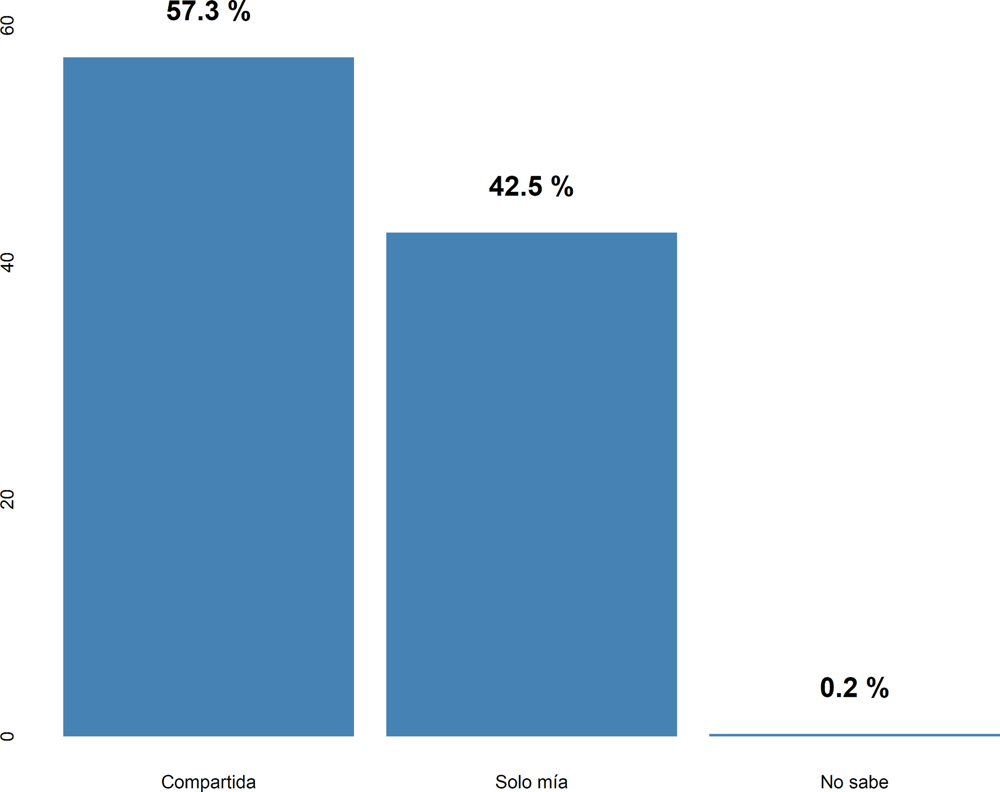 57.3 %
60
42.5 %
40
20
0.2 %
0
Compartida
Solo mía
No sabe